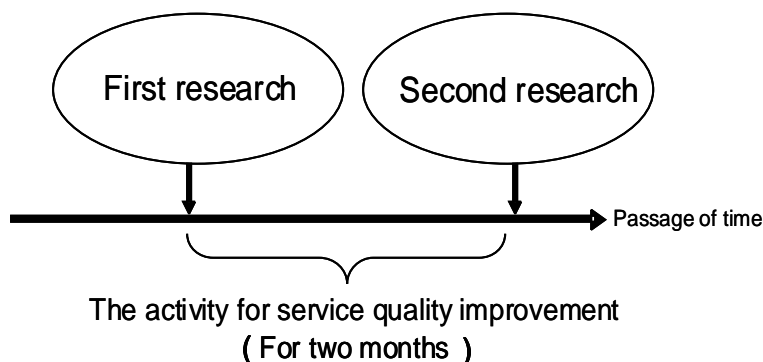 First research
Second research
Passage of time
The activity for service quality improvement
( For two months )